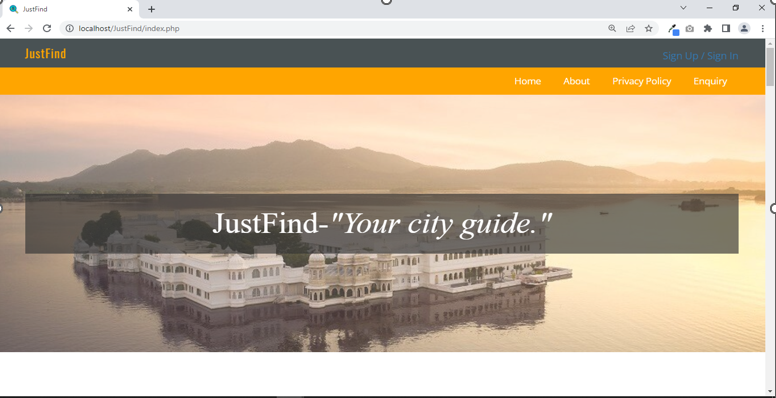 JustFind
localhost/JustFind/index.php
JustFind
Sign Up / Sign In
Home About Privacy Policy Enquiry
JustFind-"Your city guide."